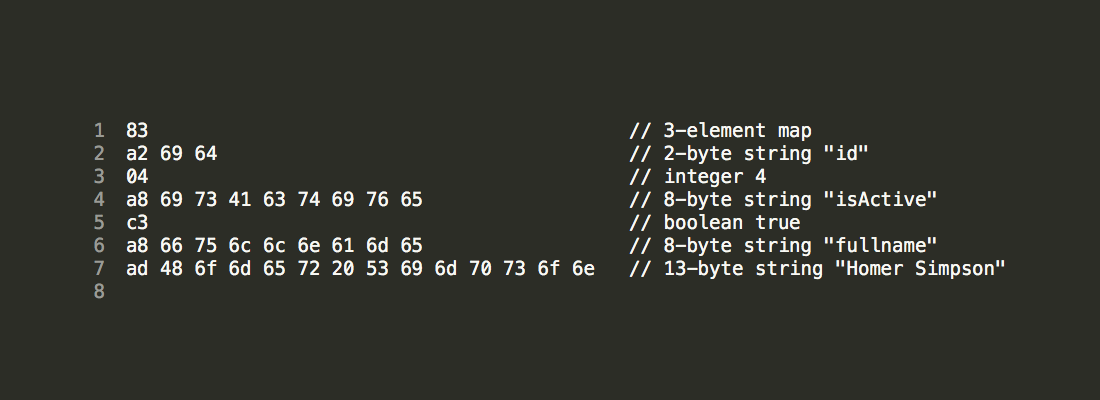 1 83 // 3-element map
2 a2 69 64 // 2-byte string "id"
3 04 // integer 4
4 a8 69 73 41 63 74 69 76 65 // 8-byte string "isActive"
5 c3 // boolean true
6 a8 66 75 6c 6c 6e 61 6d 65 // 8-byte string "fullname"
7 ad 48 6f 6d 65 72 20 53 69 6d 70 73 6f 6e // 13-byte string "Homer Simpson"
8